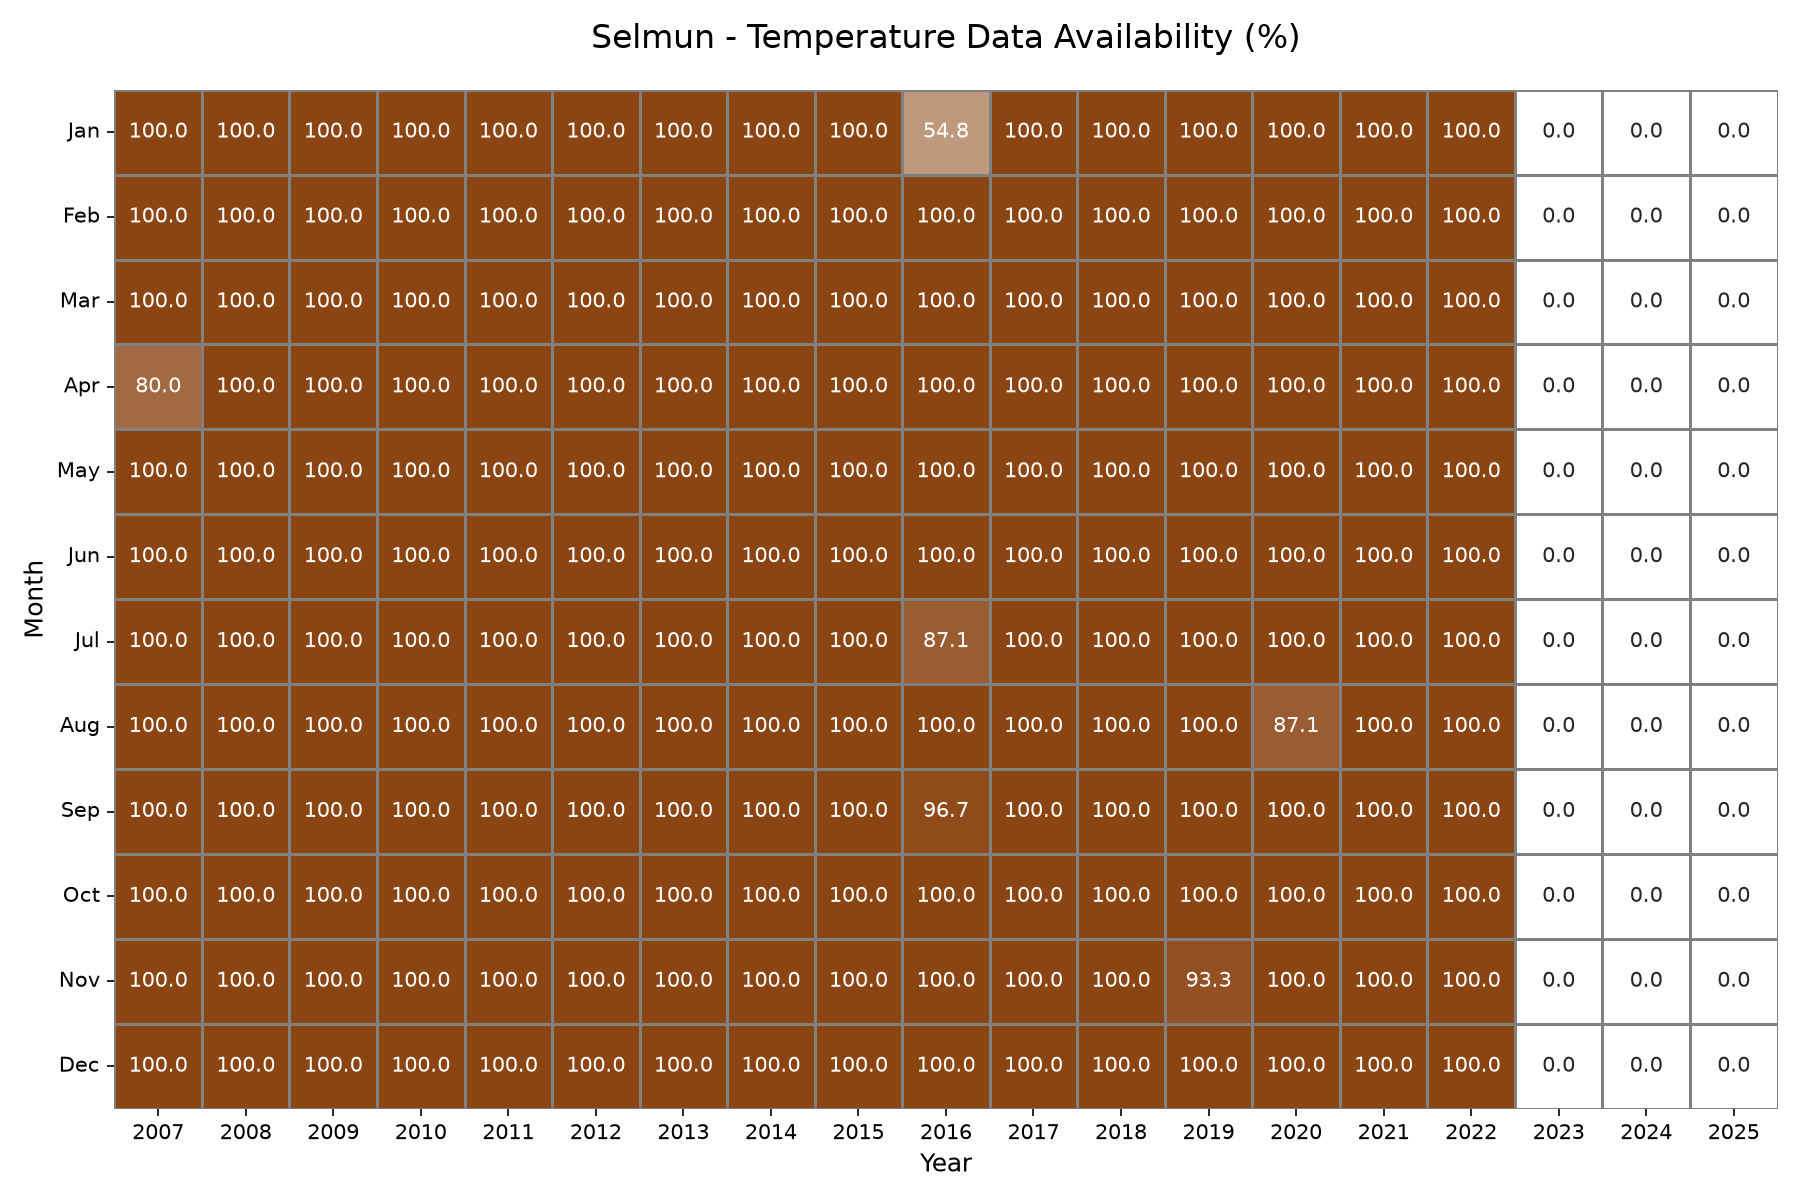 Selmun - Temperature Data Availability (%)
Jan 100.0 100.0 100.0 100.0 100.0 100.0 100.0 100.0 100.0 54.8 100.0 100.0 100.0 100.0 100.0 100.0 0.0 0.0 0.0
Feb 100.0 100.0 100.0 100.0 100.0 100.0 100.0 100.0 100.0 100.0 100.0 100.0 100.0 100.0 100.0 100.0 0.0 0.0 0.0
Mar 100.0 100.0 100.0 100.0 100.0 100.0 100.0 100.0 100.0 100.0 100.0 100.0 100.0 100.0 100.0 100.0 0.0 0.0 0.0
Apr 80.0 100.0 100.0 100.0 100.0 100.0 100.0 100.0 100.0 100.0 100.0 100.0 100.0 100.0 100.0 100.0 0.0 0.0 0.0
May 100.0 100.0 100.0 100.0 100.0 100.0 100.0 100.0 100.0 100.0 100.0 100.0 100.0 100.0 100.0 100.0 0.0 0.0 0.0
Jun 100.0 100.0 100.0 100.0 100.0 100.0 100.0 100.0 100.0 100.0 100.0 100.0 100.0 100.0 100.0 100.0 0.0 0.0 0.0
Jul 100.0 100.0 100.0 100.0 100.0 100.0 100.0 100.0 100.0 87.1 100.0 100.0 100.0 100.0 100.0 100.0 0.0 0.0 0.0
Aug 100.0 100.0 100.0 100.0 100.0 100.0 100.0 100.0 100.0 100.0 100.0 100.0 100.0 87.1 100.0 100.0 0.0 0.0 0.0
Sep 100.0 100.0 100.0 100.0 100.0 100.0 100.0 100.0 100.0 96.7 100.0 100.0 100.0 100.0 100.0 100.0 0.0 0.0 0.0
Oct 100.0 100.0 100.0 100.0 100.0 100.0 100.0 100.0 100.0 100.0 100.0 100.0 100.0 100.0 100.0 100.0 0.0 0.0 0.0
Nov 100.0 100.0 100.0 100.0 100.0 100.0 100.0 100.0 100.0 100.0 100.0 100.0 93.3 100.0 100.0 100.0 0.0 0.0 0.0
Dec 100.0 100.0 100.0 100.0 100.0 100.0 100.0 100.0 100.0 100.0 100.0 100.0 100.0 100.0 100.0 100.0 0.0 0.0 0.0
2007 2008 2009 2010 2011 2012 2013 2014 2015 2016 2017 2018 2019 2020 2021 2022 2023 2024 2025
Year
Month